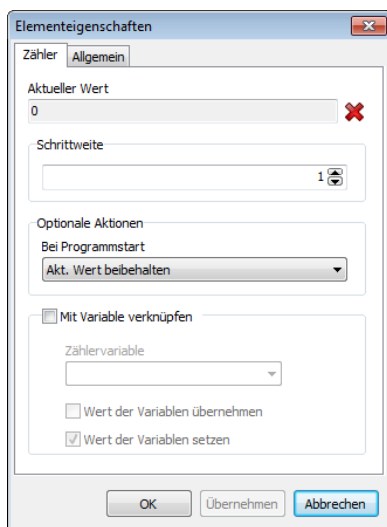 Elementeigenschaften
Zähler
Allgemein
Aktueller Wert
0
Schrittweite
1
Optionale Aktionen
Bei Programmstart
Akt. Wert beibehalten
Mit Variable verknüpfen
Zählervariable
Wert der Variablen übernehmen
Wert der Variablen setzen
OK
Übernehmen
Abbrechen